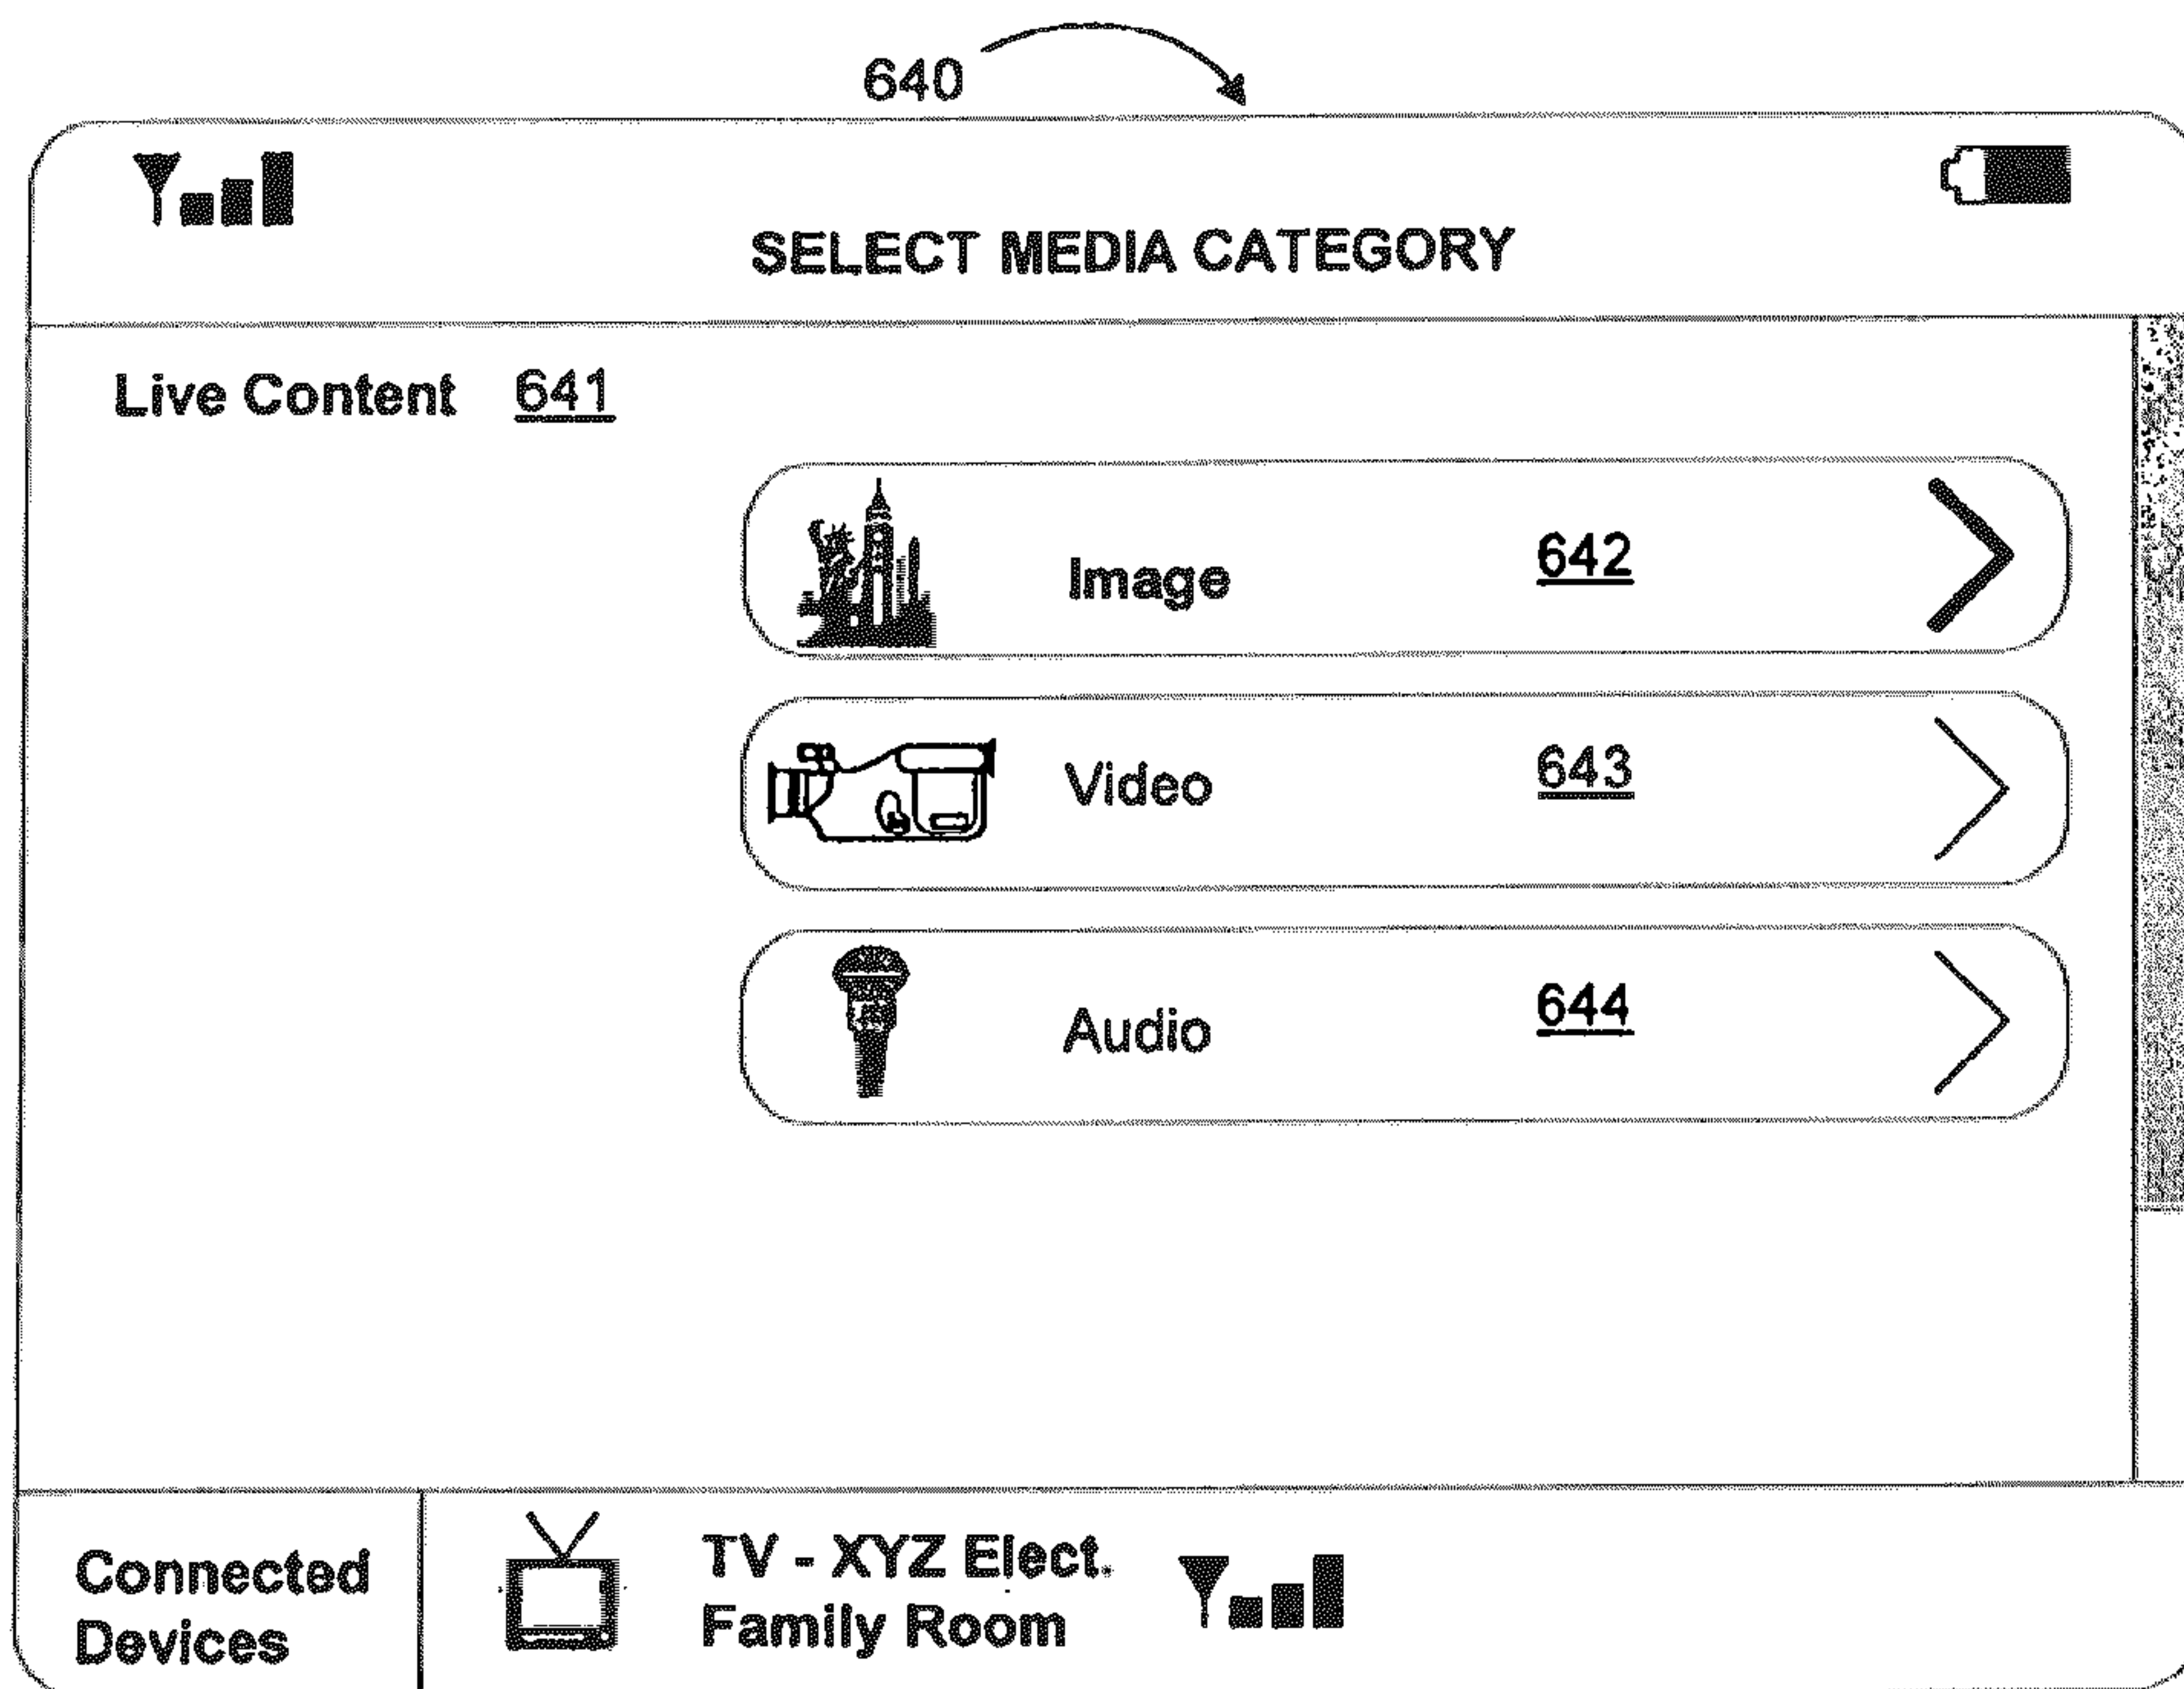 640
SELECT MEDIA CATEGORY
Live Content 641
Image 642
Video 643
Audio 644
Connected
Devices
TV - XYZ Elect.
Family Room